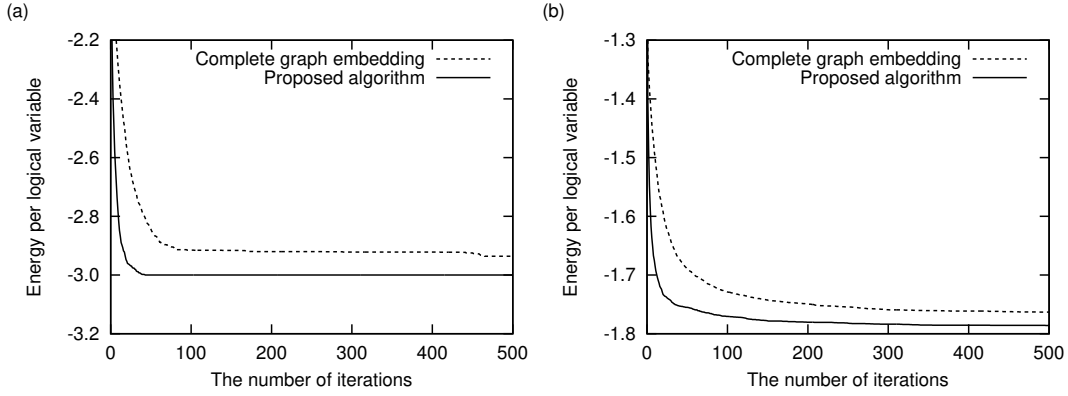 (a)
Energy per logical variable
-2.2
-2.4
-2.6
-2.8
-3.0
-3.2
Complete graph embedding
Proposed algorithm
0 100 200 300 400 500
The number of iterations
(b)
Energy per logical variable
-1.3
-1.4
-1.5
-1.6
-1.7
-1.8
Complete graph embedding
Proposed algorithm
0 100 200 300 400 500
The number of iterations